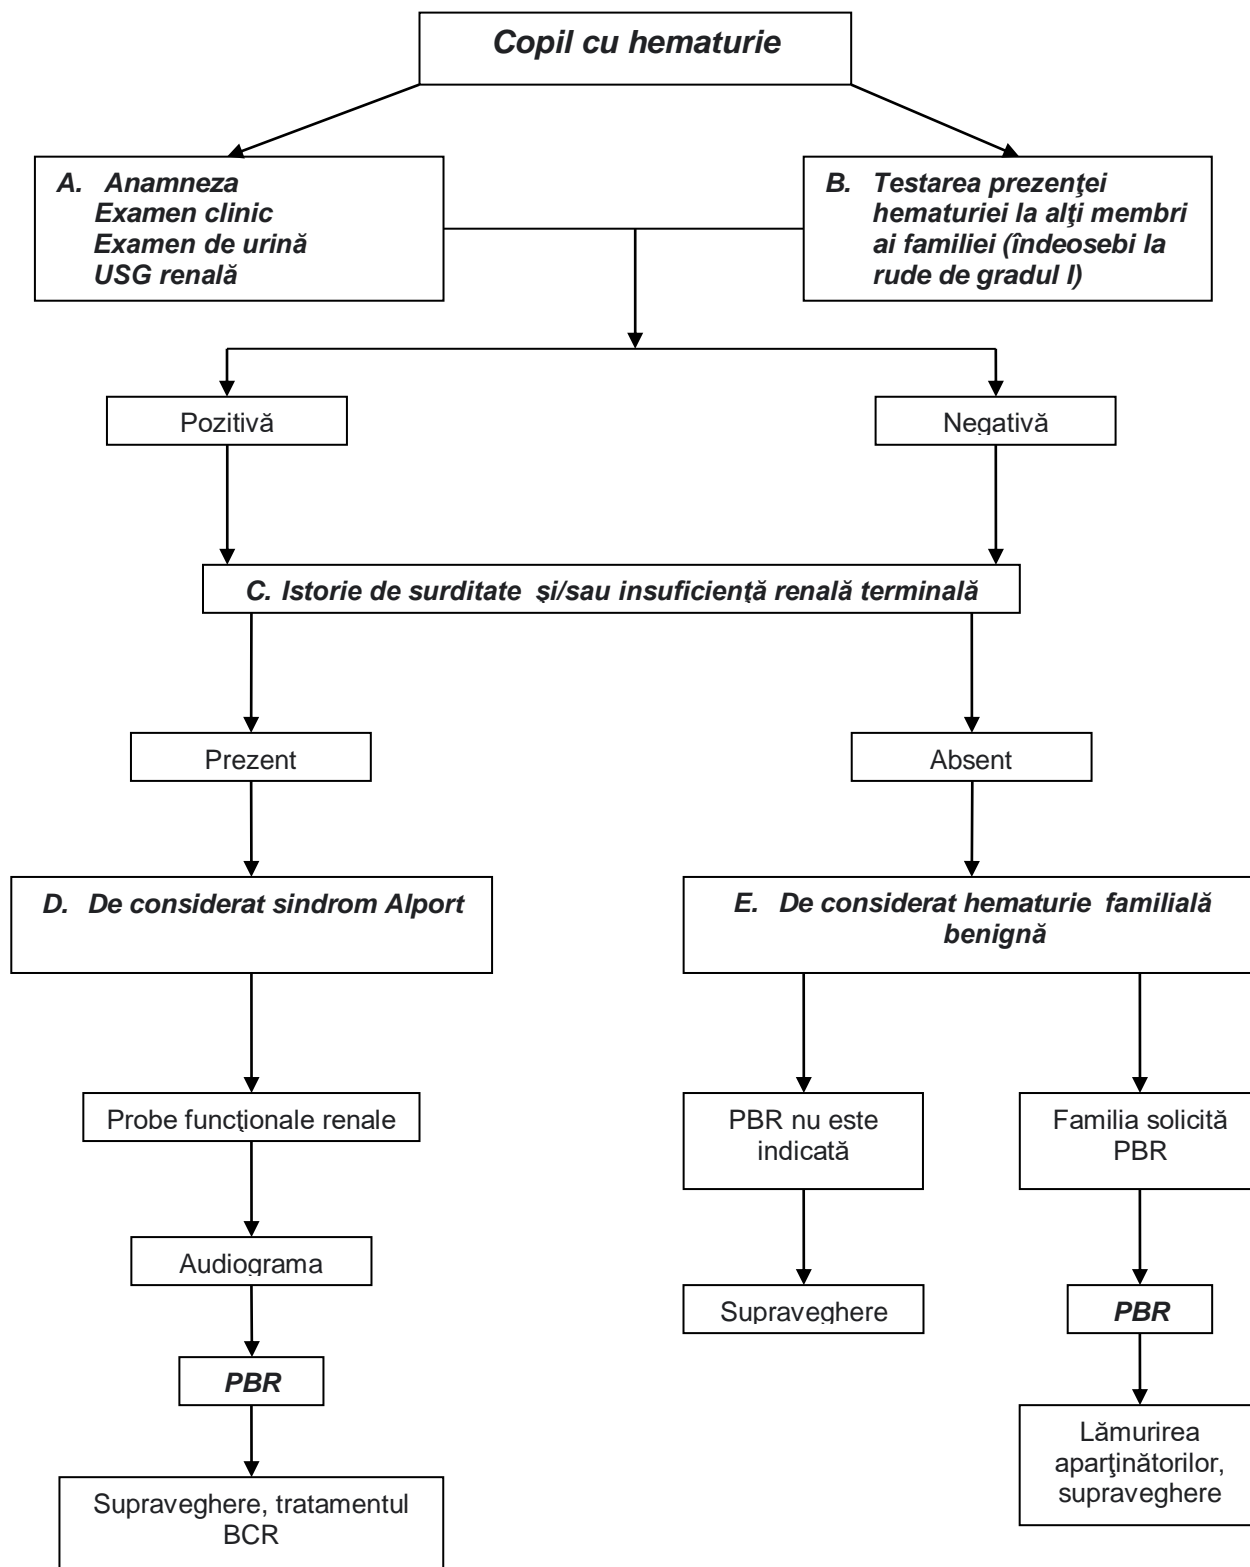 Copil cu hematurie
A. Anamneza
Examen clinic
Examen de urină
USG renală
B. Testarea prezenţei
hematuriei la alţi membri
ai familiei (îndeosebi la
rude de gradul I)
Pozitivă
Negativă
C. Istorie de surditate şi/sau insuficienţă renală terminală
Prezent
Absent
D. De considerat sindrom Alport
E. De considerat hematurie familială
benignă
Probe funcţionale renale
PBR nu este
indicată
Familia solicită
PBR
Audiograma
Supraveghere
PBR
PBR
Lămurirea
aparţinătorilor,
supraveghere
Supraveghere, tratamentul
BCR